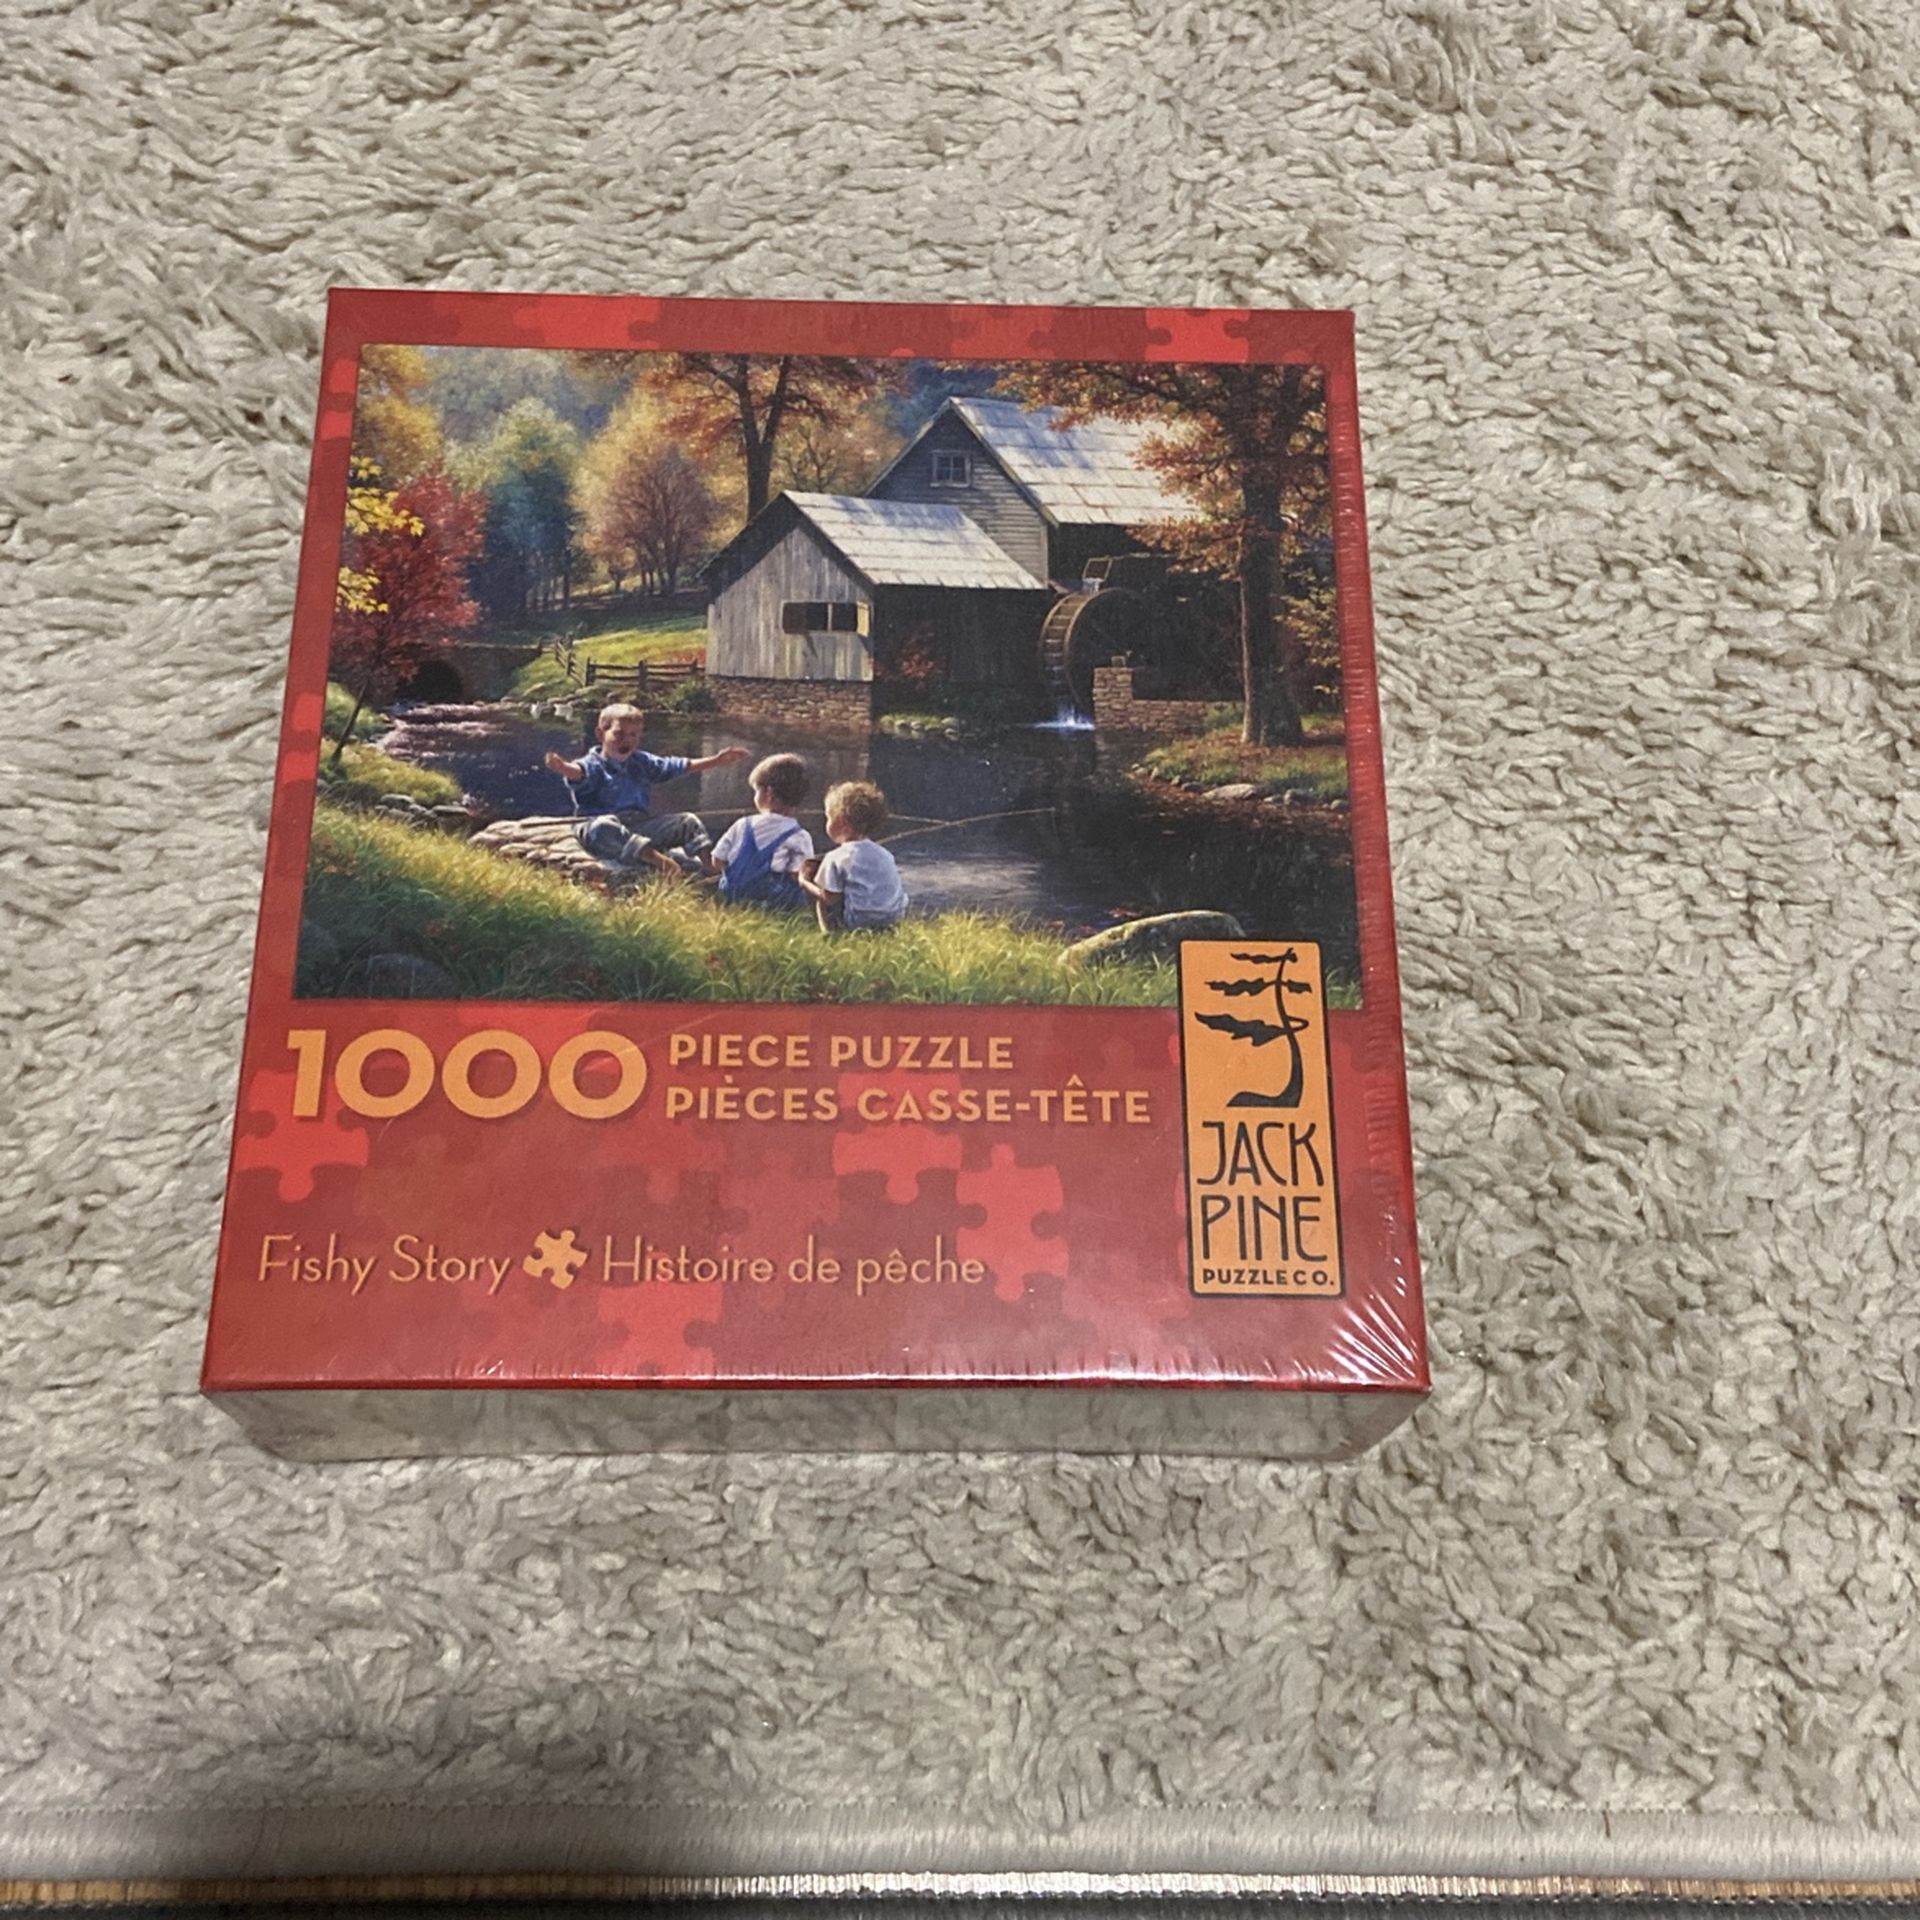 1000 PIECE PUZZLE
PIÈCES CASSE-TÊTE
Fishy Story Histoire de pêche
JACK
PINE
PUZZLE CO.